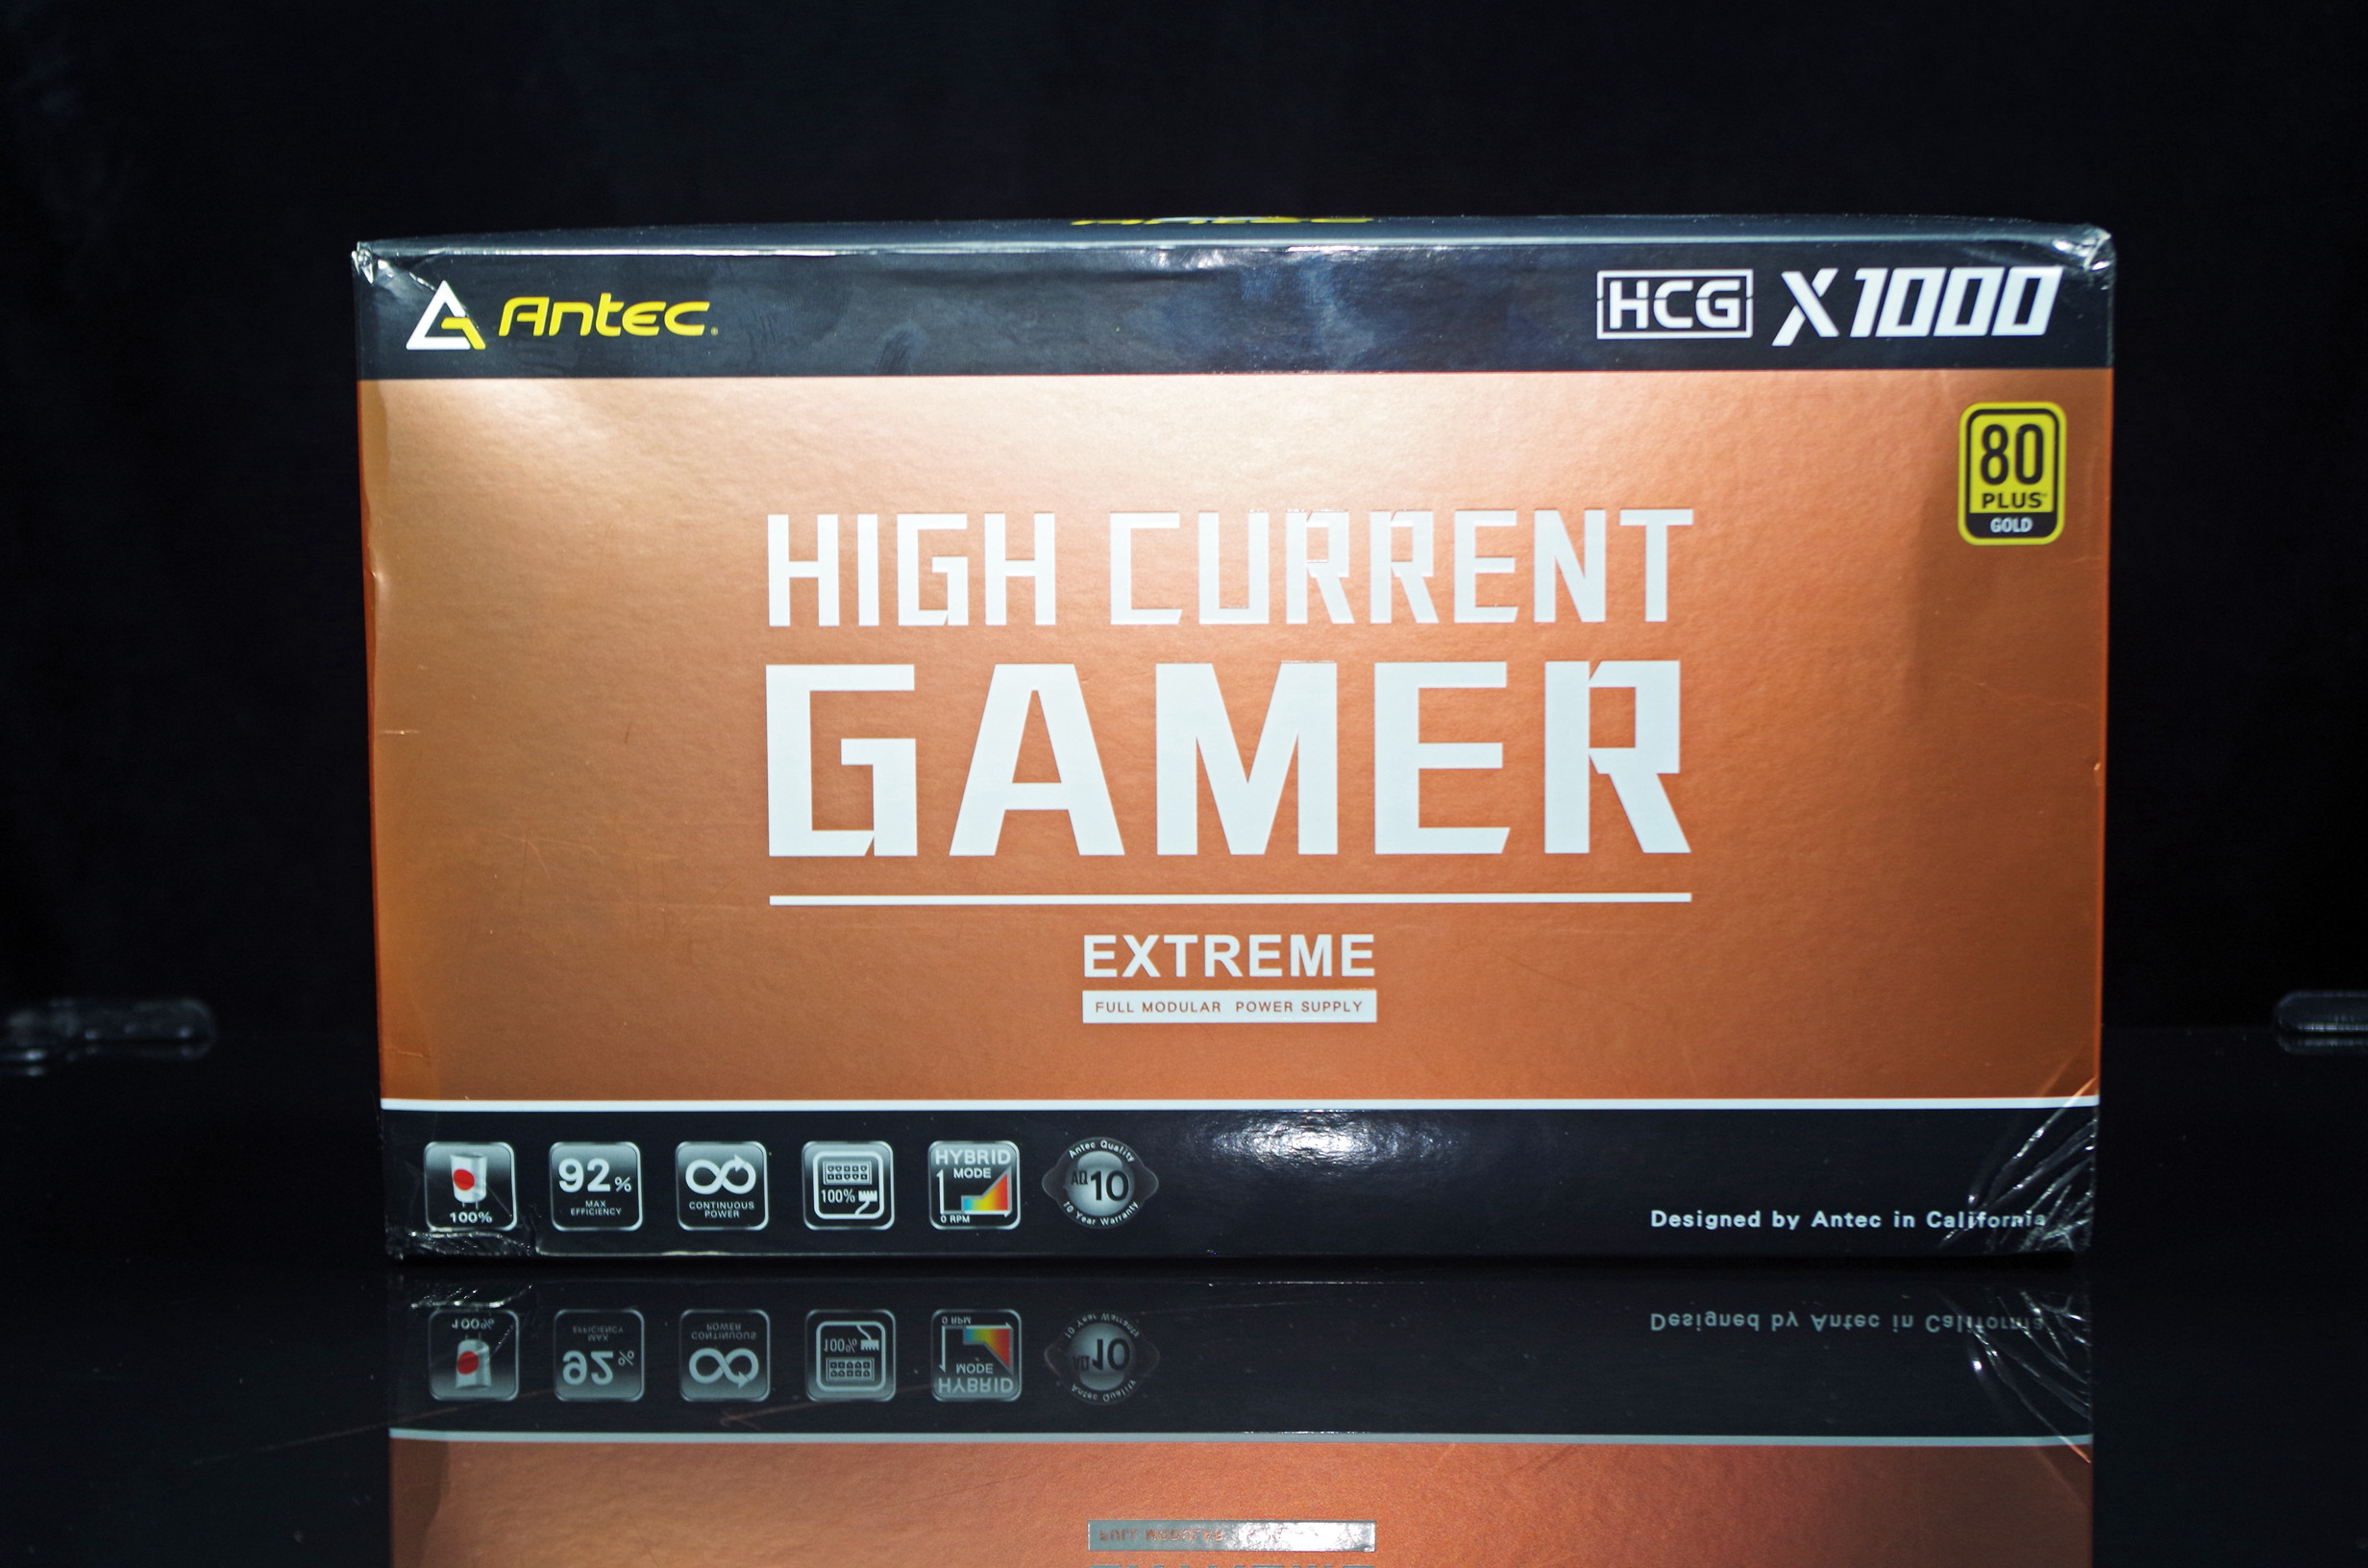 Antec
HCG X1000
80
PLUS
GOLD
HIGH CURRENT
GAMER
EXTREME
FULL MODULAR POWER SUPPLY
100%
92%
MAX
EFFICIENCY
CONTINUOUS
POWER
100%
HYBRID
MODE
0 RPM
Antec Quality
AQ10
10 Year Warranty
Designed by Antec in California